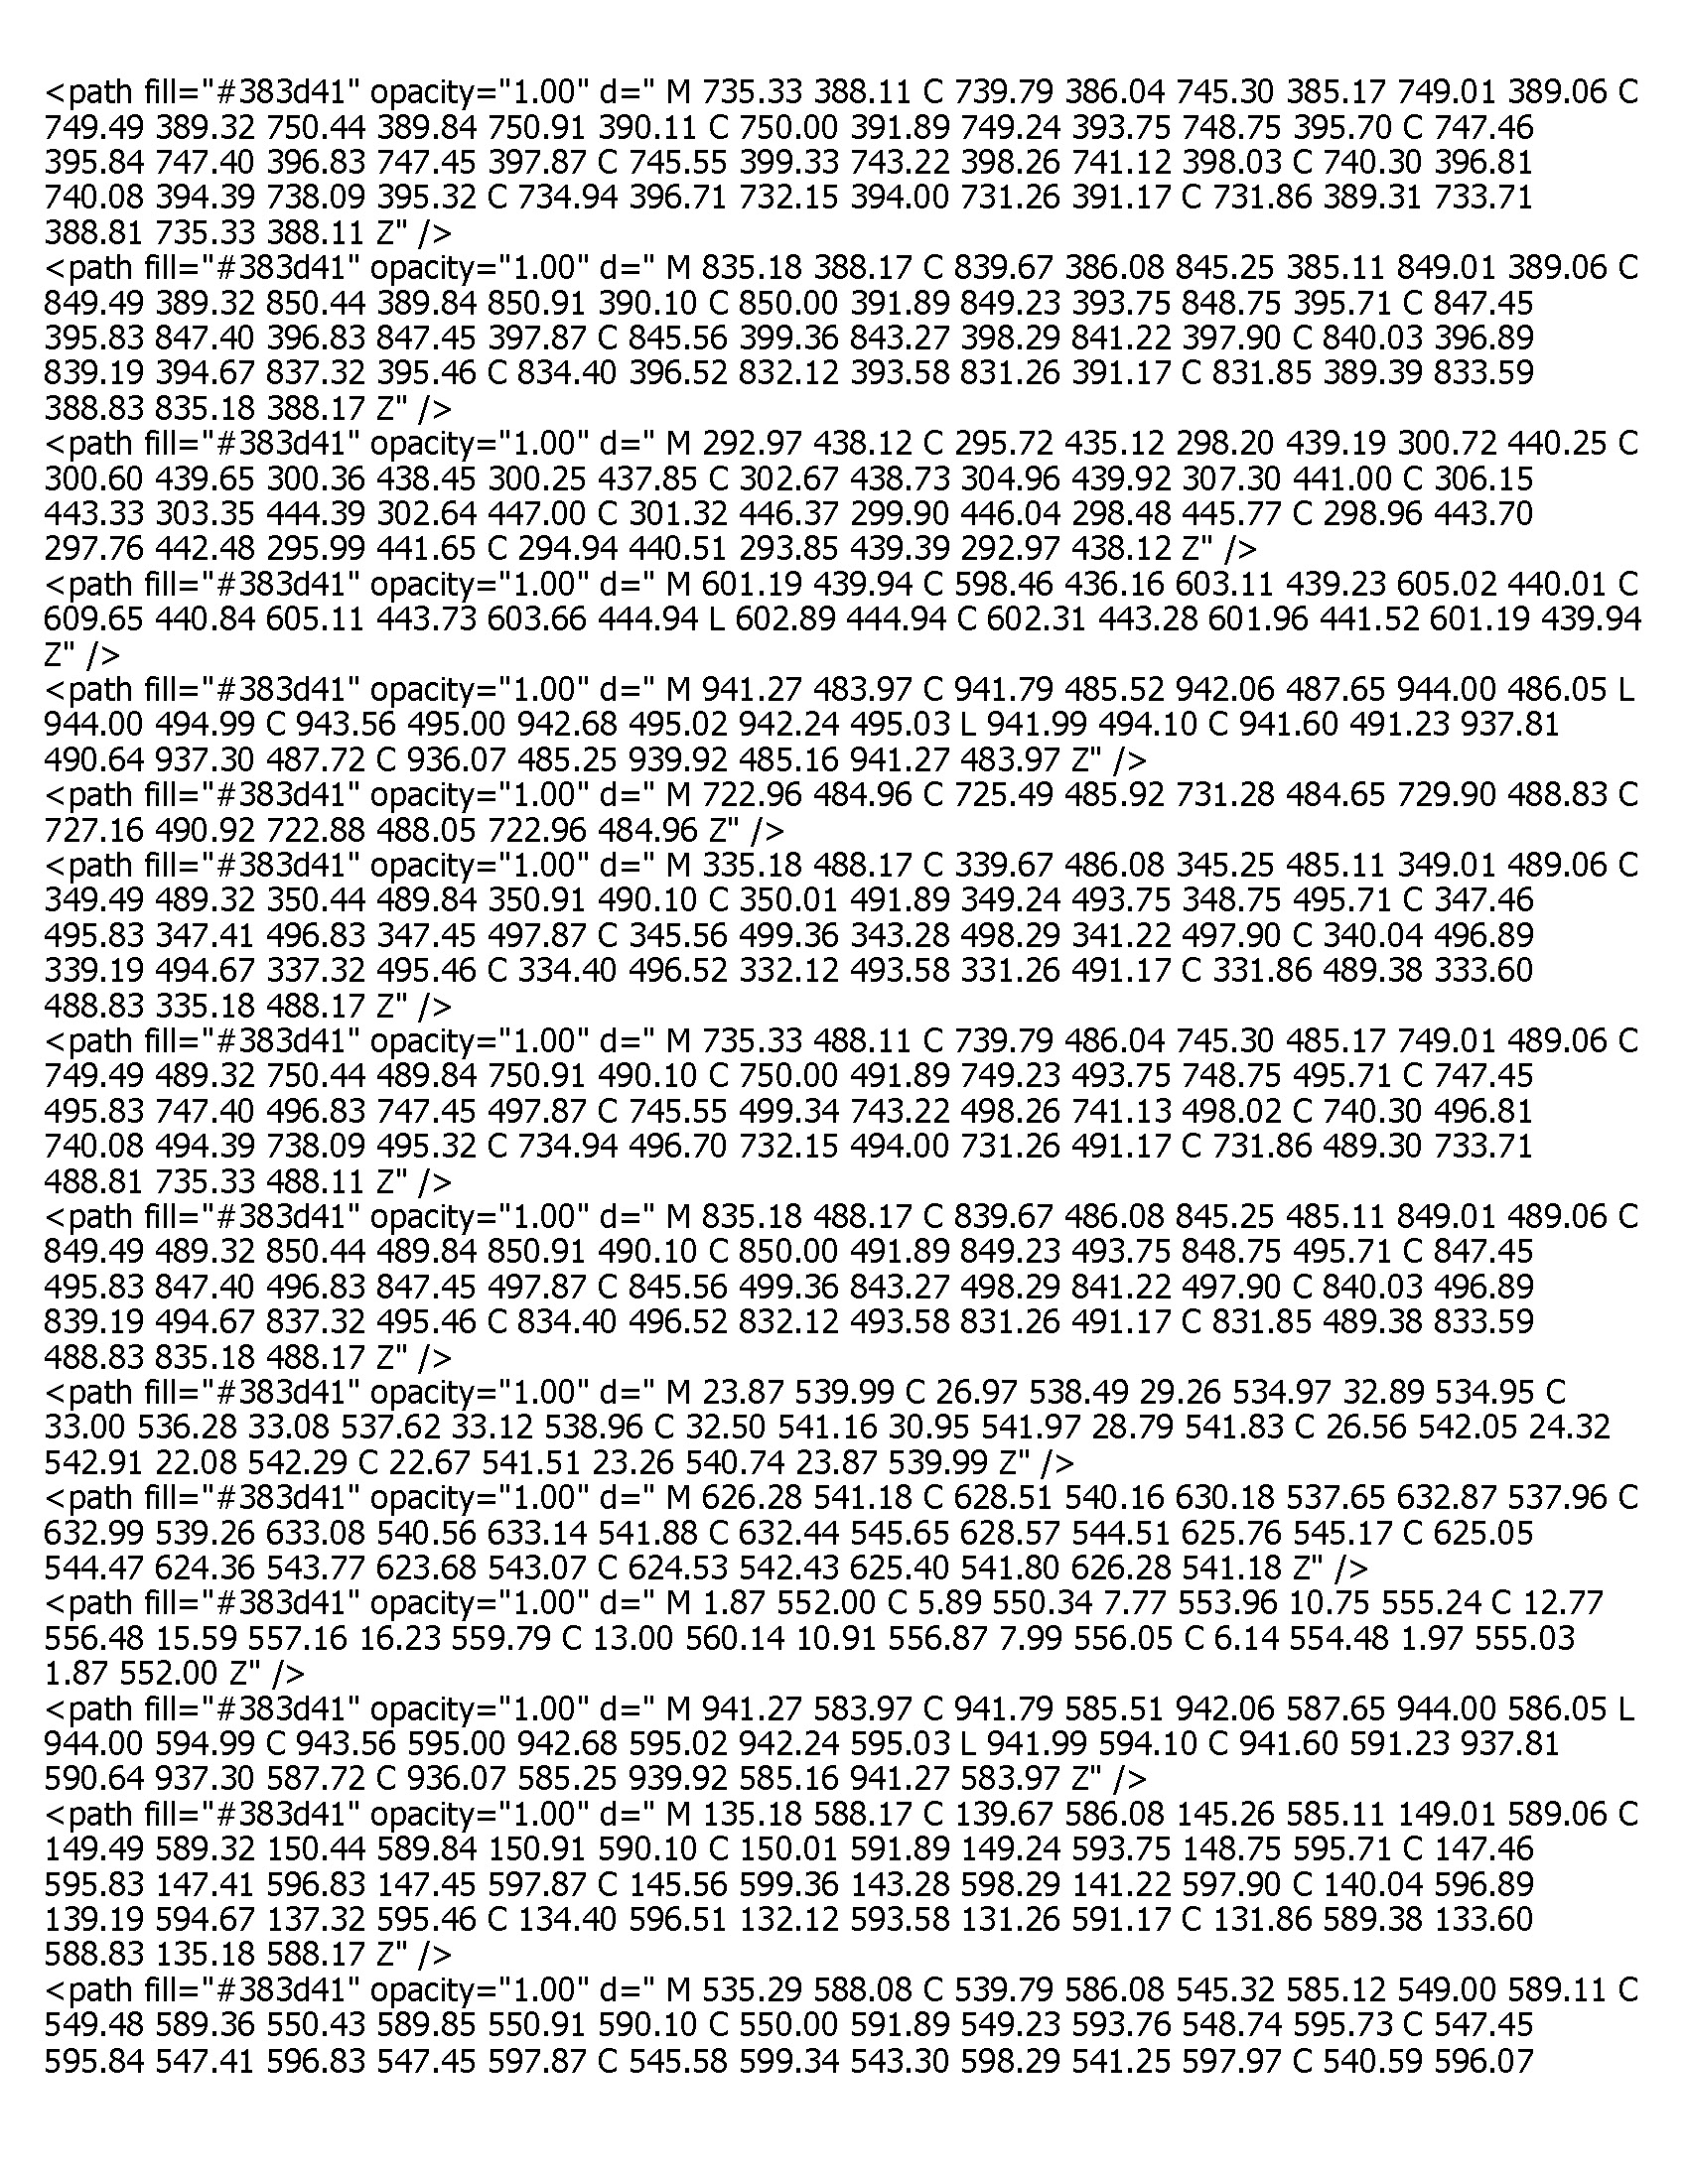 <path fill="#383d41" opacity="1.00" d=" M 735.33 388.11 C 739.79 386.04 745.30 385.17 749.01 389.06 C
749.49 389.32 750.44 389.84 750.91 390.11 C 750.00 391.89 749.24 393.75 748.75 395.70 C 747.46
395.84 747.40 396.83 747.45 397.87 C 745.55 399.33 743.22 398.26 741.12 398.03 C 740.30 396.81
740.08 394.39 738.09 395.32 C 734.94 396.71 732.15 394.00 731.26 391.17 C 731.86 389.31 733.71
388.81 735.33 388.11 Z" />
<path fill="#383d41" opacity="1.00" d=" M 835.18 388.17 C 839.67 386.08 845.25 385.11 849.01 389.06 C
849.49 389.32 850.44 389.84 850.91 390.10 C 850.00 391.89 849.23 393.75 848.75 395.71 C 847.45
395.83 847.40 396.83 847.45 397.87 C 845.56 399.36 843.27 398.29 841.22 397.90 C 840.03 396.89
839.19 394.67 837.32 395.46 C 834.40 396.52 832.12 393.58 831.26 391.17 C 831.85 389.39 833.59
388.83 835.18 388.17 Z" />
<path fill="#383d41" opacity="1.00" d=" M 292.97 438.12 C 295.72 435.12 298.20 439.19 300.72 440.25 C
300.60 439.65 300.36 438.45 300.25 437.85 C 302.67 438.73 304.96 439.92 307.30 441.00 C 306.15
443.33 303.35 444.39 302.64 447.00 C 301.32 446.37 299.90 446.04 298.48 445.77 C 298.96 443.70
297.76 442.48 295.99 441.65 C 294.94 440.51 293.85 439.39 292.97 438.12 Z" />
<path fill="#383d41" opacity="1.00" d=" M 601.19 439.94 C 598.46 436.16 603.11 439.23 605.02 440.01 C
609.65 440.84 605.11 443.73 603.66 444.94 L 602.89 444.94 C 602.31 443.28 601.96 441.52 601.19 439.94
Z" />
<path fill="#383d41" opacity="1.00" d=" M 941.27 483.97 C 941.79 485.52 942.06 487.65 944.00 486.05 L
944.00 494.99 C 943.56 495.00 942.68 495.02 942.24 495.03 L 941.99 494.10 C 941.60 491.23 937.81
490.64 937.30 487.72 C 936.07 485.25 939.92 485.16 941.27 483.97 Z" />
<path fill="#383d41" opacity="1.00" d=" M 722.96 484.96 C 725.49 485.92 731.28 484.65 729.90 488.83 C
727.16 490.92 722.88 488.05 722.96 484.96 Z" />
<path fill="#383d41" opacity="1.00" d=" M 335.18 488.17 C 339.67 486.08 345.25 485.11 349.01 489.06 C
349.49 489.32 350.44 489.84 350.91 490.10 C 350.01 491.89 349.24 493.75 348.75 495.71 C 347.46
495.83 347.41 496.83 347.45 497.87 C 345.56 499.36 343.28 498.29 341.22 497.90 C 340.04 496.89
339.19 494.67 337.32 495.46 C 334.40 496.52 332.12 493.58 331.26 491.17 C 331.86 489.38 333.60
488.83 335.18 488.17 Z" />
<path fill="#383d41" opacity="1.00" d=" M 735.33 488.11 C 739.79 486.04 745.30 485.17 749.01 489.06 C
749.49 489.32 750.44 489.84 750.91 490.10 C 750.00 491.89 749.23 493.75 748.75 495.71 C 747.45
495.83 747.40 496.83 747.45 497.87 C 745.55 499.34 743.22 498.26 741.13 498.02 C 740.30 496.81
740.08 494.39 738.09 495.32 C 734.94 496.70 732.15 494.00 731.26 491.17 C 731.86 489.30 733.71
488.81 735.33 488.11 Z" />
<path fill="#383d41" opacity="1.00" d=" M 835.18 488.17 C 839.67 486.08 845.25 485.11 849.01 489.06 C
849.49 489.32 850.44 489.84 850.91 490.10 C 850.00 491.89 849.23 493.75 848.75 495.71 C 847.45
495.83 847.40 496.83 847.45 497.87 C 845.56 499.36 843.27 498.29 841.22 497.90 C 840.03 496.89
839.19 494.67 837.32 495.46 C 834.40 496.52 832.12 493.58 831.26 491.17 C 831.85 489.38 833.59
488.83 835.18 488.17 Z" />
<path fill="#383d41" opacity="1.00" d=" M 23.87 539.99 C 26.97 538.49 29.26 534.97 32.89 534.95 C
33.00 536.28 33.08 537.62 33.12 538.96 C 32.50 541.16 30.95 541.97 28.79 541.83 C 26.56 542.05 24.32
542.91 22.08 542.29 C 22.67 541.51 23.26 540.74 23.87 539.99 Z" />
<path fill="#383d41" opacity="1.00" d=" M 626.28 541.18 C 628.51 540.16 630.18 537.65 632.87 537.96 C
632.99 539.26 633.08 540.56 633.14 541.88 C 632.44 545.65 628.57 544.51 625.76 545.17 C 625.05
544.47 624.36 543.77 623.68 543.07 C 624.53 542.43 625.40 541.80 626.28 541.18 Z" />
<path fill="#383d41" opacity="1.00" d=" M 1.87 552.00 C 5.89 550.34 7.77 553.96 10.75 555.24 C 12.77
556.48 15.59 557.16 16.23 559.79 C 13.00 560.14 10.91 556.87 7.99 556.05 C 6.14 554.48 1.97 555.03
1.87 552.00 Z" />
<path fill="#383d41" opacity="1.00" d=" M 941.27 583.97 C 941.79 585.51 942.06 587.65 944.00 586.05 L
944.00 594.99 C 943.56 595.00 942.68 595.02 942.24 595.03 L 941.99 594.10 C 941.60 591.23 937.81
590.64 937.30 587.72 C 936.07 585.25 939.92 585.16 941.27 583.97 Z" />
<path fill="#383d41" opacity="1.00" d=" M 135.18 588.17 C 139.67 586.08 145.26 585.11 149.01 589.06 C
149.49 589.32 150.44 589.84 150.91 590.10 C 150.01 591.89 149.24 593.75 148.75 595.71 C 147.46
595.83 147.41 596.83 147.45 597.87 C 145.56 599.36 143.28 598.29 141.22 597.90 C 140.04 596.89
139.19 594.67 137.32 595.46 C 134.40 596.51 132.12 593.58 131.26 591.17 C 131.86 589.38 133.60
588.83 135.18 588.17 Z" />
<path fill="#383d41" opacity="1.00" d=" M 535.29 588.08 C 539.79 586.08 545.32 585.12 549.00 589.11 C
549.48 589.36 550.43 589.85 550.91 590.10 C 550.00 591.89 549.23 593.76 548.74 595.73 C 547.45
595.84 547.41 596.83 547.45 597.87 C 545.58 599.34 543.30 598.29 541.25 597.97 C 540.59 596.07